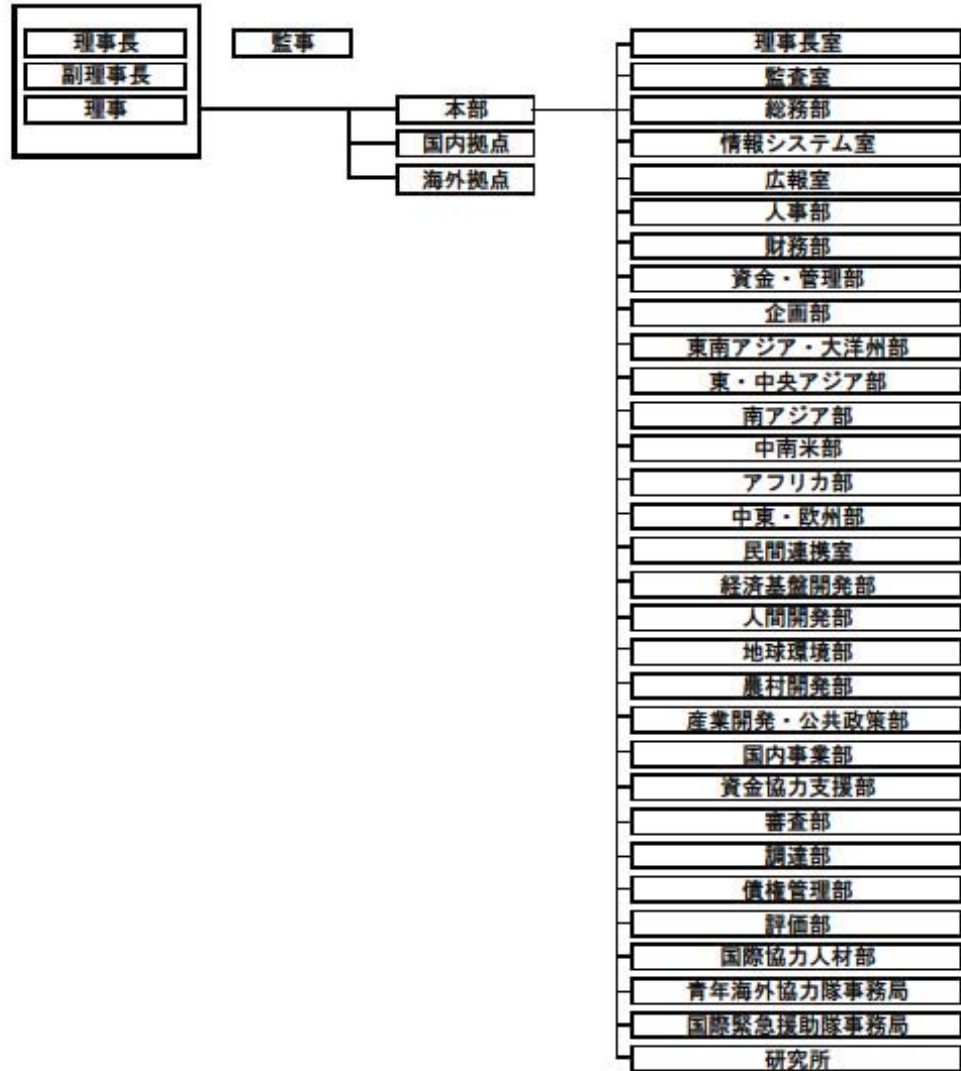 理事長
副理事長
理事
監事
本部
国内拠点
海外拠点
理事長室
監査室
総務部
情報システム室
広報室
人事部
財務部
資金・管理部
企画部
東南アジア・大洋州部
東・中央アジア部
南アジア部
中南米部
アフリカ部
中東・欧州部
民間連携室
経済基盤開発部
人間開発部
地球環境部
農村開発部
産業開発・公共政策部
国内事業部
資金協力支援部
審査部
調達部
債権管理部
評価部
国際協力人材部
青年海外協力隊事務局
国際緊急援助隊事務局
研究所